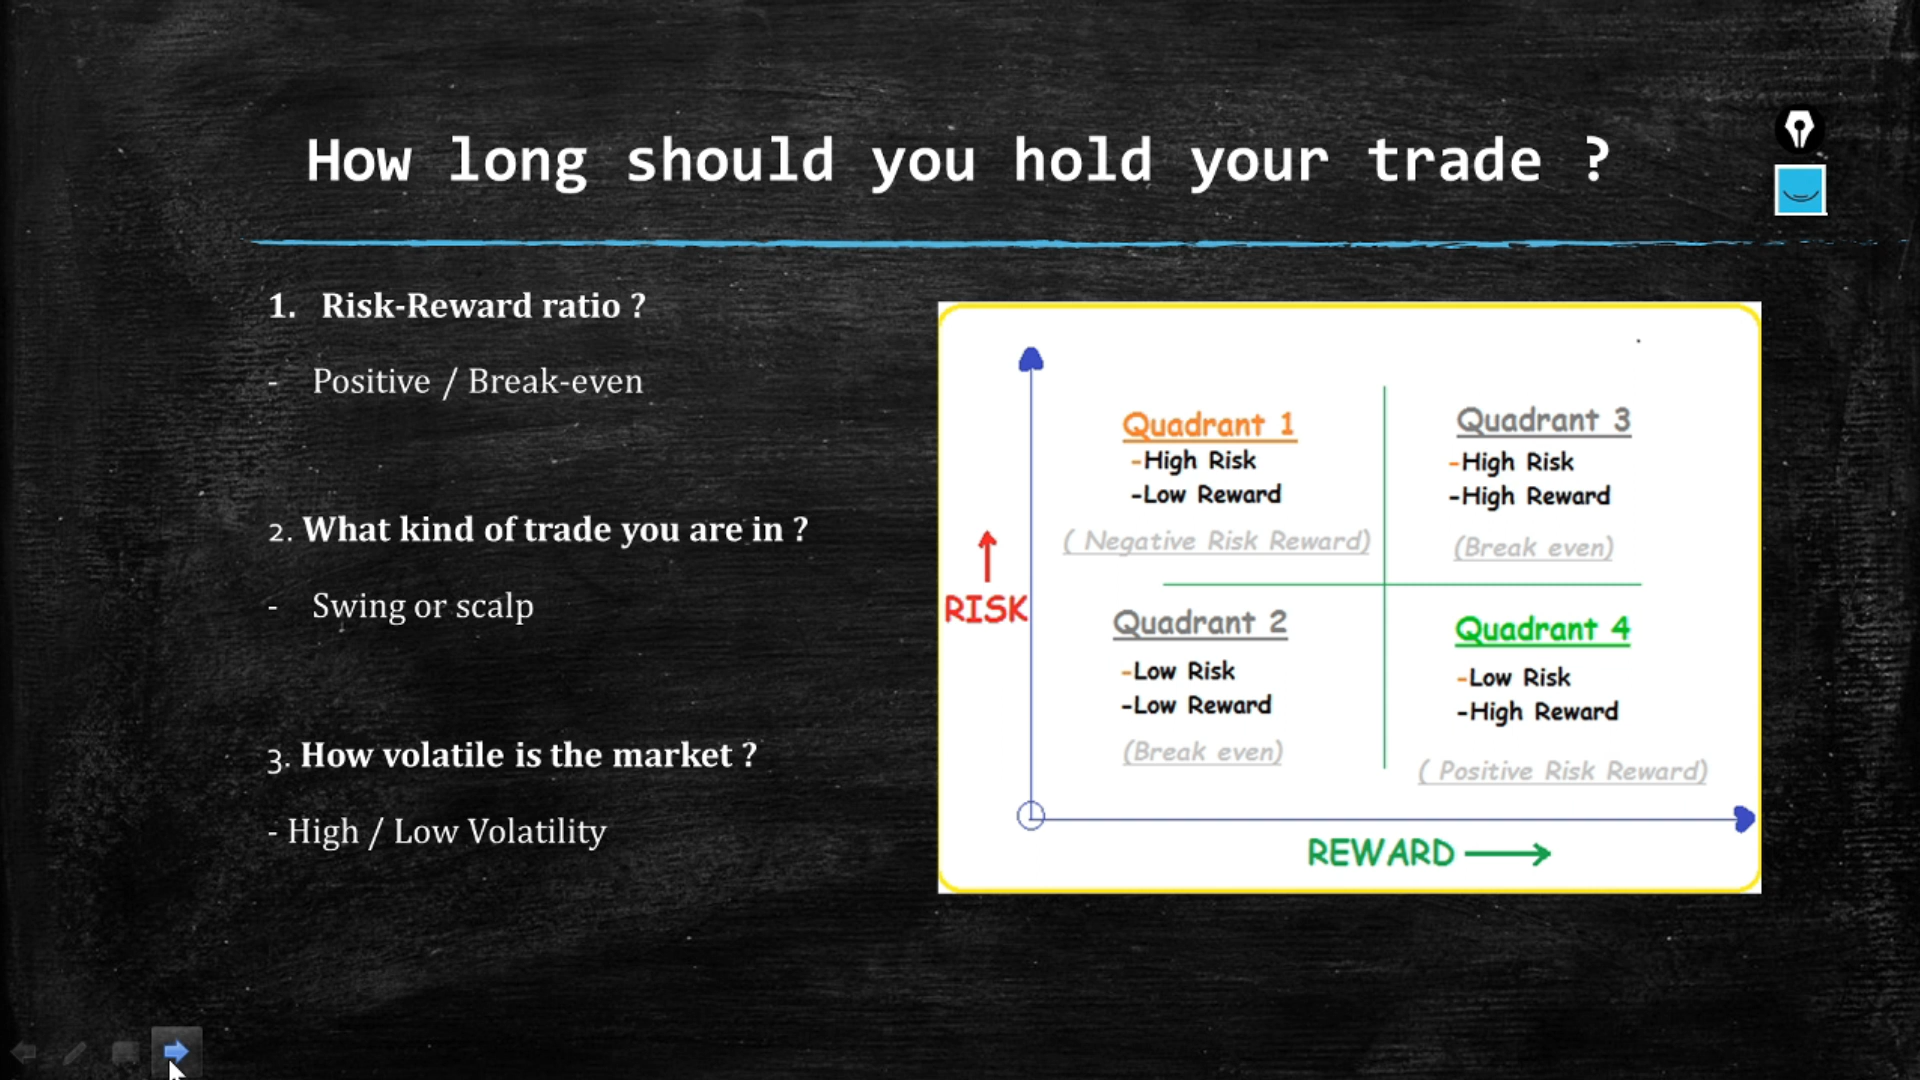 How long should you hold your trade ?
1. Risk-Reward ratio ?
- Positive / Break-even
2. What kind of trade you are in ?
- Swing or scalp
3. How volatile is the market ?
- High / Low Volatility
Quadrant 1
-High Risk
-Low Reward
( Negative Risk Reward)
Quadrant 3
-High Risk
-High Reward
(Break even)
RISK
Quadrant 2
-Low Risk
-Low Reward
(Break even)
Quadrant 4
-Low Risk
-High Reward
( Positive Risk Reward)
REWARD